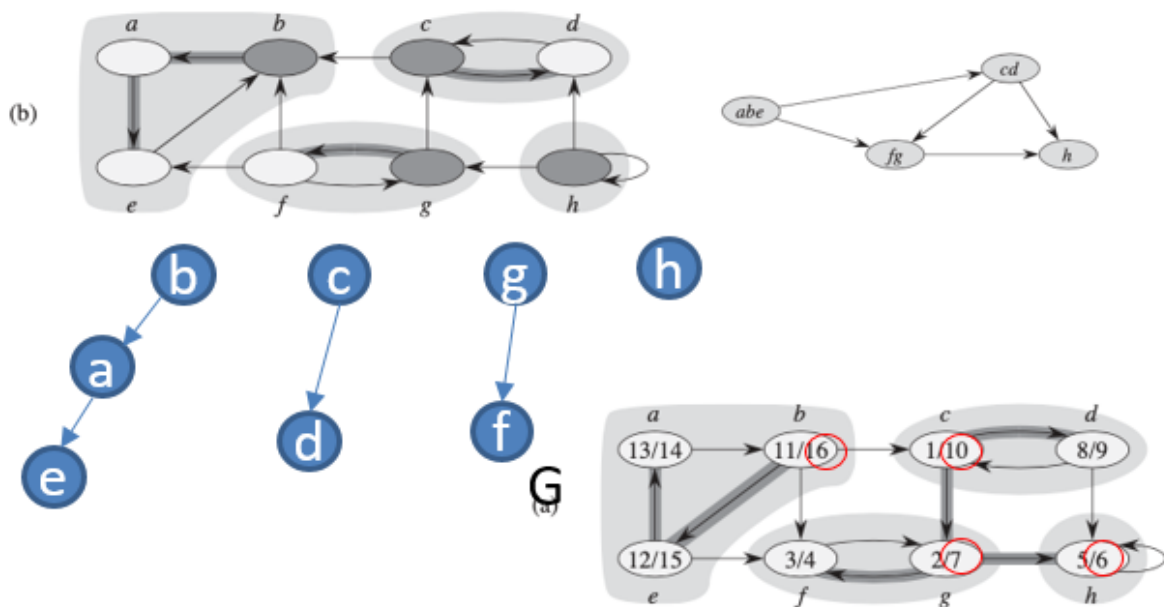 a b c d
(b)
e f g h
cd
abe
fg h
b c g h
a
d f
e
G
(a)
a b c d
13/14 11/16 1/10 8/9
12/15 3/4 2/7 5/6
e f g h